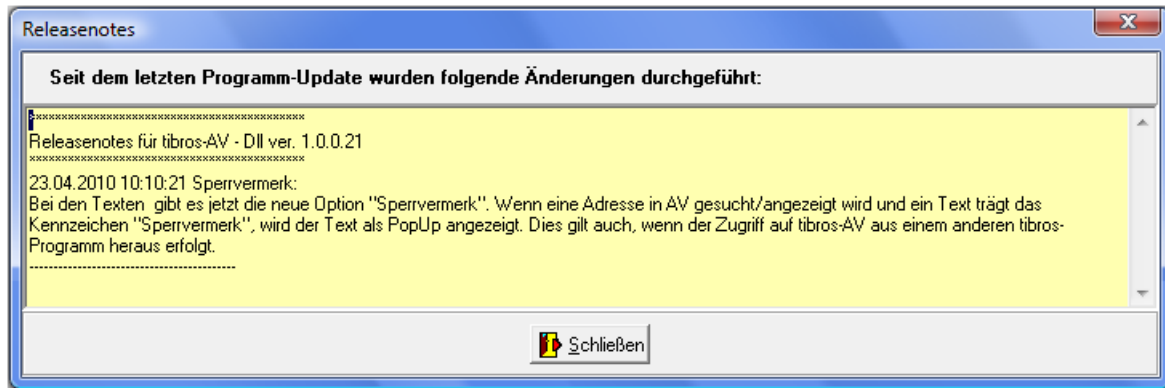 Releasenotes
Seit dem letzten Programm-Update wurden folgende Änderungen durchgeführt:
******************************************
Releasenotes für tibros-AV - Dll ver. 1.0.0.21
******************************************
23.04.2010 10:10:21 Sperrvermerk:
Bei den Texten  gibt es jetzt die neue Option "Sperrvermerk". Wenn eine Adresse in AV gesucht/angezeigt wird und ein Text trägt das
Kennzeichen "Sperrvermerk", wird der Text als PopUp angezeigt. Dies gilt auch, wenn der Zugriff auf tibros-AV aus einem anderen tibros-
Programm heraus erfolgt.
-------------------------------------------
Schließen